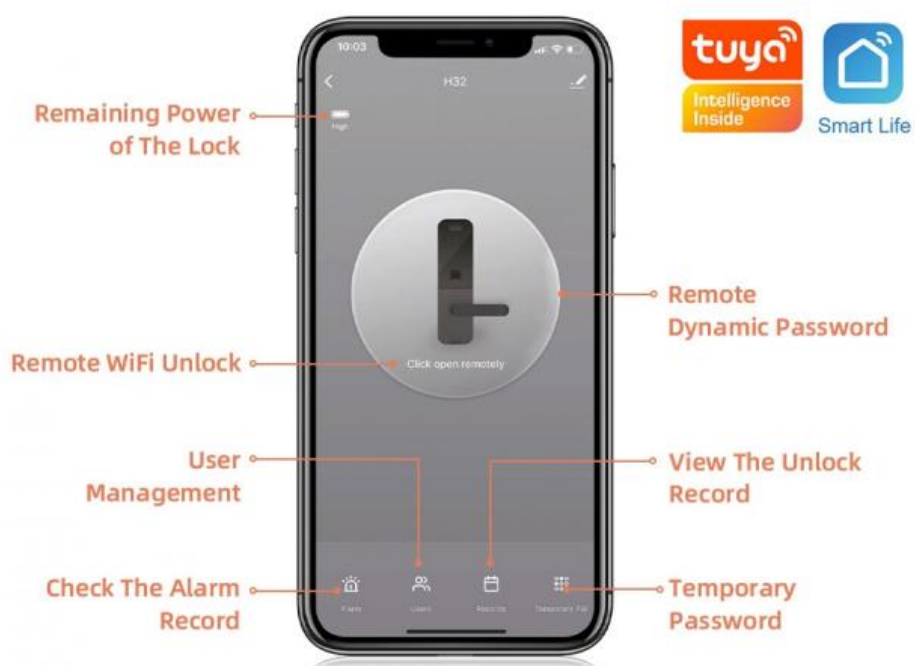 10:03
H32
High
tuya
Intelligence
Inside
Smart Life
Remaining Power
of The Lock
Remote
Dynamic Password
Remote WiFi Unlock
Click open remotely
User
Management
View The Unlock
Record
Check The Alarm
Record
Temporary
Password
Alarm
Users
Records
Temporary